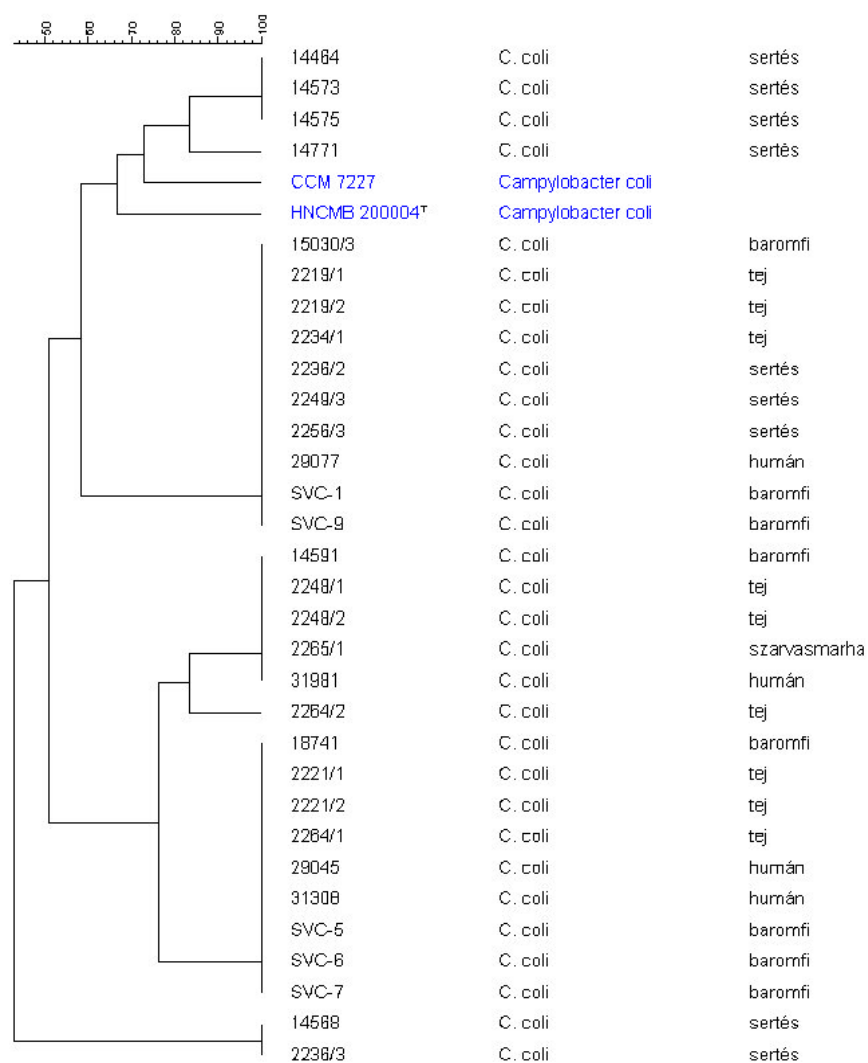 50 60 70 80 90 100
14464 C. coli sertés
14573 C. coli sertés
14575 C. coli sertés
14771 C. coli sertés
CCM 7227 Campylobacter coli
HNCMB 200004ᵀ Campylobacter coli
15030/3 C. coli baromfi
2219/1 C. coli tej
2219/2 C. coli tej
2234/1 C. coli tej
2236/2 C. coli sertés
2249/3 C. coli sertés
2256/3 C. coli sertés
29077 C. coli humán
SVC-1 C. coli baromfi
SVC-9 C. coli baromfi
14591 C. coli baromfi
2248/1 C. coli tej
2248/2 C. coli tej
2265/1 C. coli szarvasmarha
31981 C. coli humán
2264/2 C. coli tej
18741 C. coli baromfi
2221/1 C. coli tej
2221/2 C. coli tej
2264/1 C. coli tej
29045 C. coli humán
31308 C. coli humán
SVC-5 C. coli baromfi
SVC-6 C. coli baromfi
SVC-7 C. coli baromfi
14568 C. coli sertés
2236/3 C. coli sertés